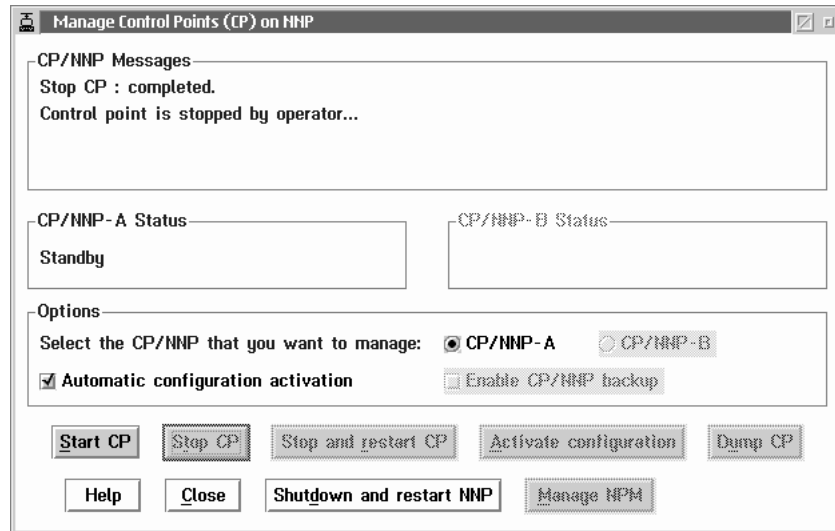 Manage Control Points (CP) on NNP
CP/NNP Messages
Stop CP : completed.
Control point is stopped by operator...
CP/NNP-A Status
CP/NNP-B Status
Standby
Options
Select the CP/NNP that you want to manage: CP/NNP-A CP/NNP-B
Automatic configuration activation Enable CP/NNP backup
Start CP Stop CP Stop and restart CP Activate configuration Dump CP
Help Close Shutdown and restart NNP Manage NPM